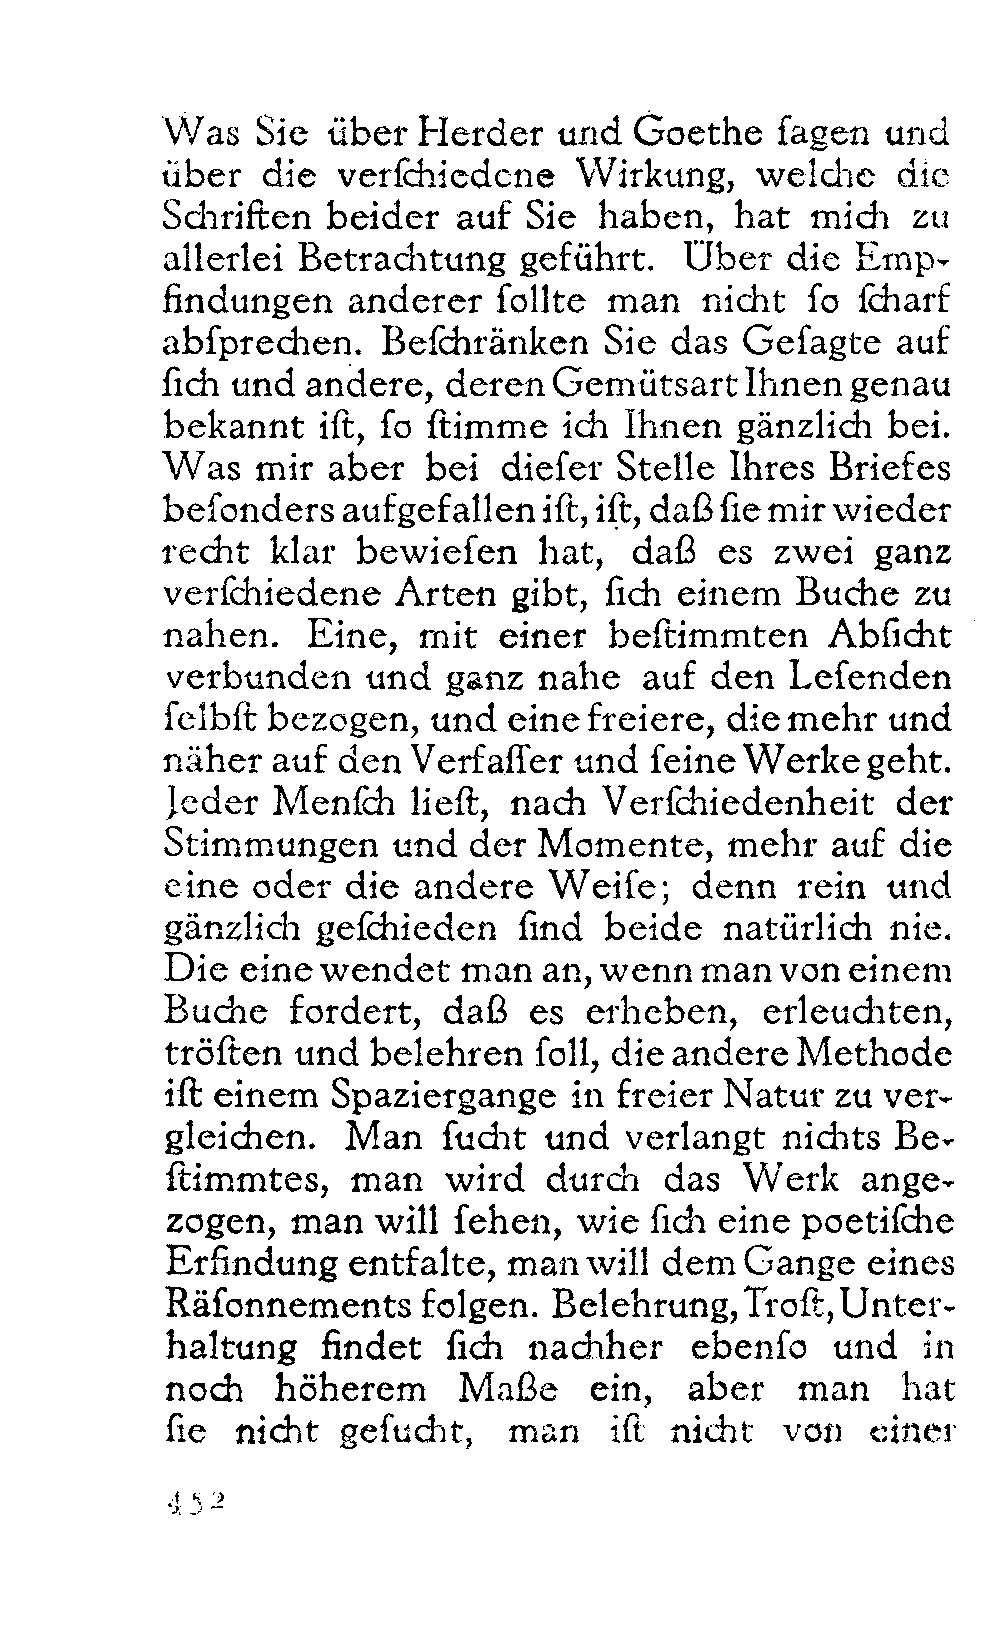 Was Sie über Herder und Goethe ſagen und
über die verſchiedene Wirkung, welche die
Schriften beider auf Sie haben, hat mich zu
allerlei Betrachtung geführt. Über die Emp-
findungen anderer ſollte man nicht ſo ſcharf
abſprechen. Beſchränken Sie das Geſagte auf
ſich und andere, deren Gemütsart Ihnen genau
bekannt iſt, ſo ſtimme ich Ihnen gänzlich bei.
Was mir aber bei dieſer Stelle Ihres Briefes
beſonders aufgefallen iſt, iſt, daß ſie mir wieder
recht klar bewieſen hat, daß es zwei ganz
verſchiedene Arten gibt, ſich einem Buche zu
nahen. Eine, mit einer beſtimmten Abſicht
verbunden und ganz nahe auf den Leſenden
ſelbſt bezogen, und eine freiere, die mehr und
näher auf den Verfaſſer und ſeine Werke geht.
Jeder Menſch lieſt, nach Verſchiedenheit der
Stimmungen und der Momente, mehr auf die
eine oder die andere Weiſe; denn rein und
gänzlich geſchieden ſind beide natürlich nie.
Die eine wendet man an, wenn man von einem
Buche fordert, daß es erheben, erleuchten,
tröſten und belehren ſoll, die andere Methode
iſt einem Spaziergange in freier Natur zu ver-
gleichen. Man ſucht und verlangt nichts Be-
ſtimmtes, man wird durch das Werk ange-
zogen, man will ſehen, wie ſich eine poetiſche
Erfindung entfalte, man will dem Gange eines
Räſonnements folgen. Belehrung, Troſt, Unter-
haltung findet ſich nachher ebenſo und in
noch höherem Maße ein, aber man hat
ſie nicht geſucht, man iſt nicht von einer
452